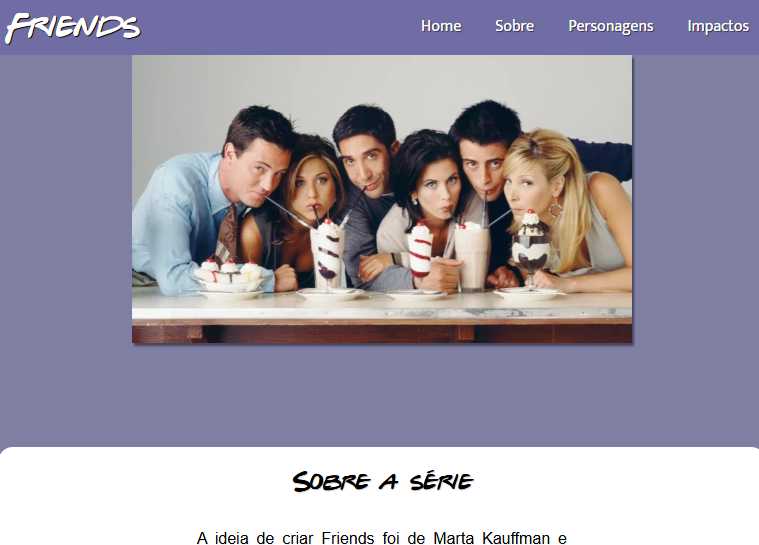 Friends
Home Sobre Personagens Impactos
Sobre a série
A ideia de criar Friends foi de Marta Kauffman e